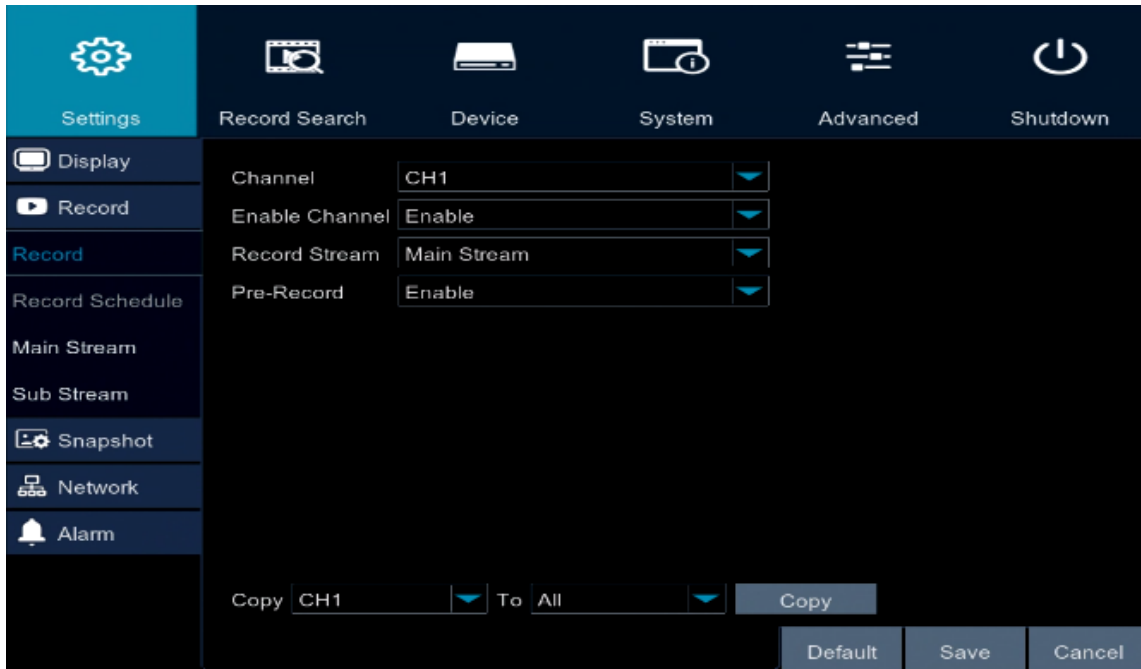 Settings
Record Search
Device
System
Advanced
Shutdown
Display
Record
Record
Record Schedule
Main Stream
Sub Stream
Snapshot
Network
Alarm
Channel CH1
Enable Channel Enable
Record Stream Main Stream
Pre-Record Enable
Copy CH1 To All Copy
Default Save Cancel